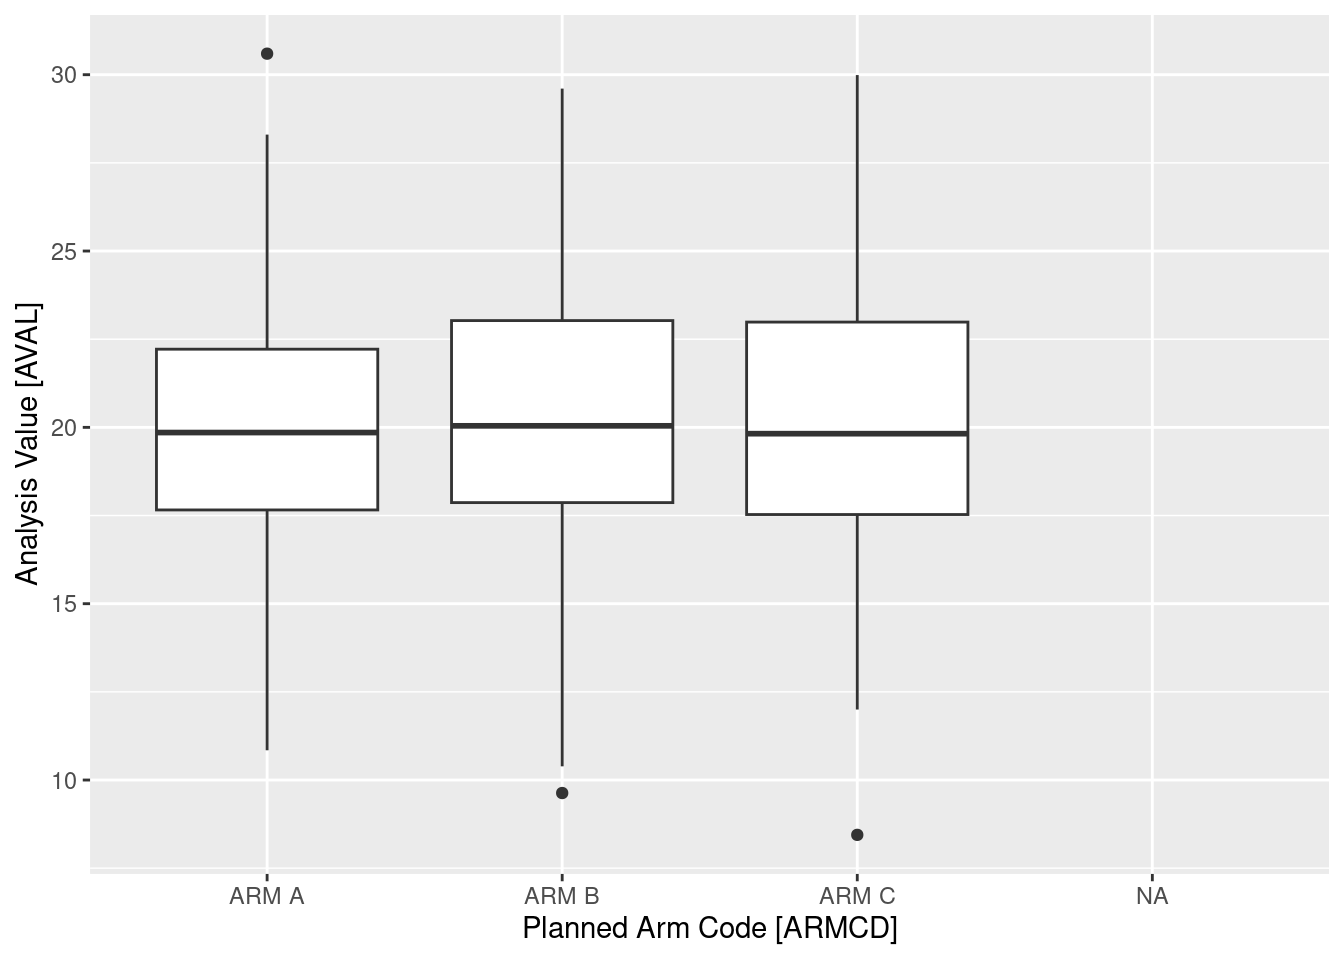 Analysis Value [AVAL]
30
25
20
15
10
ARM A
ARM B
ARM C
NA
Planned Arm Code [ARMCD]